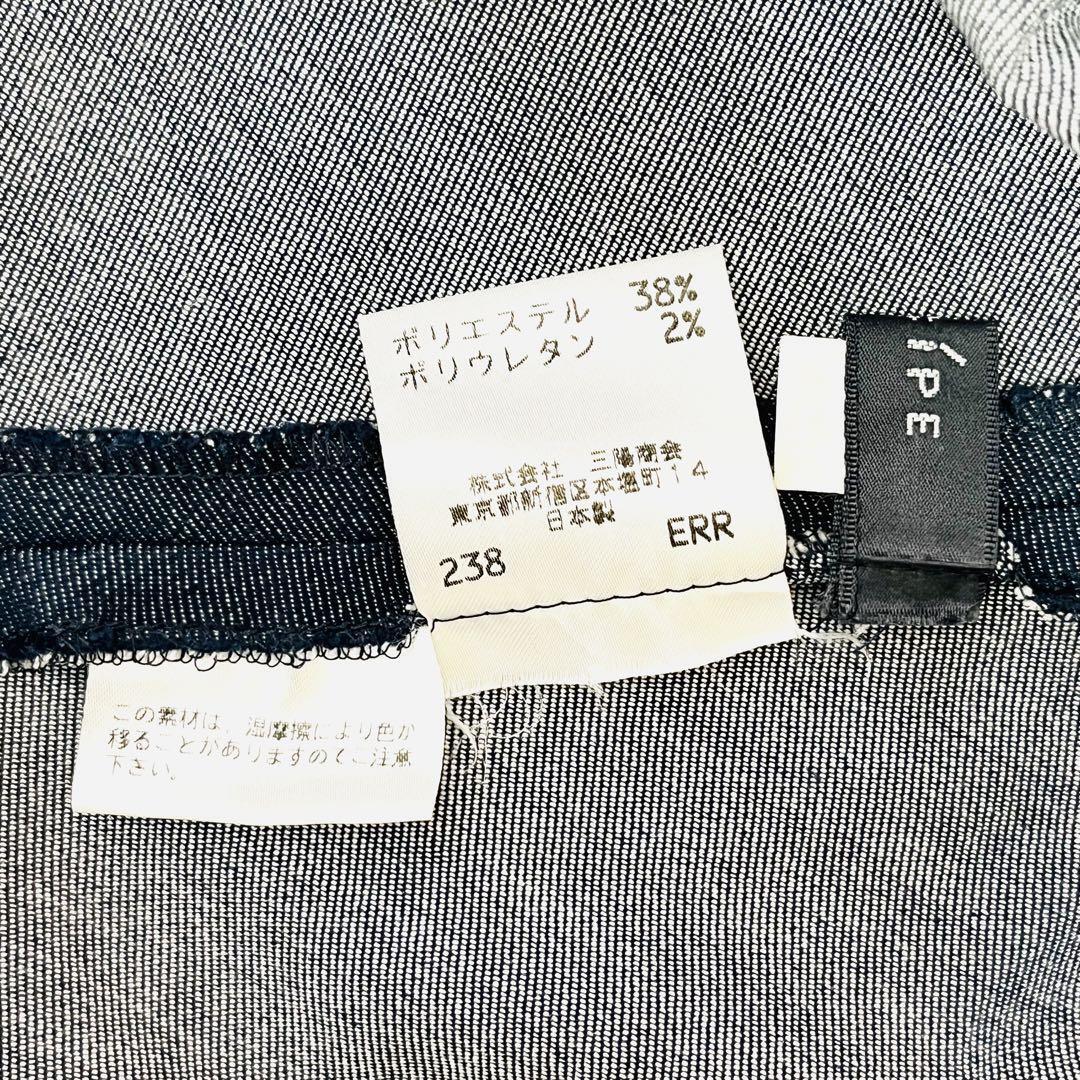 ポリエステル 38%
ポリウレタン 2%
株式会社 三陽商会
東京都新宿区本塩町14
日本製
238 ERR
この素材は、湿摩擦により色が
移ることがありますのでご注意
下さい。